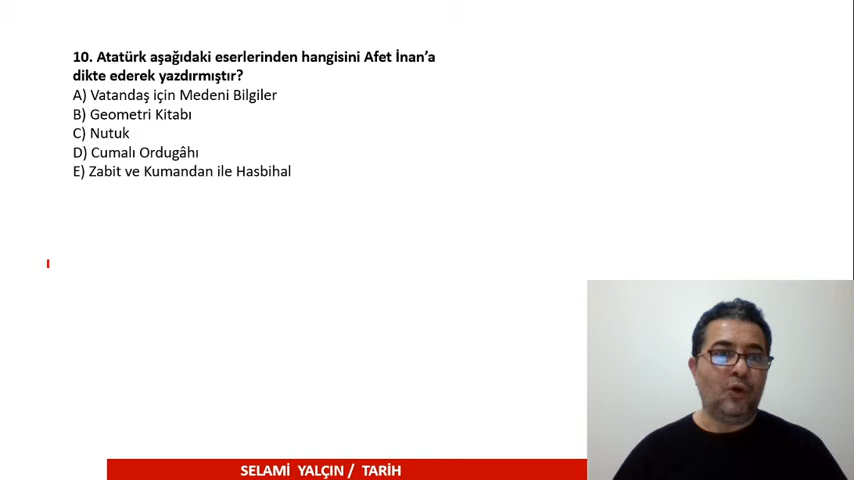 10. Atatürk aşağıdaki eserlerinden hangisini Afet İnan’a
dikte ederek yazdırmıştır?
A) Vatandaş için Medeni Bilgiler
B) Geometri Kitabı
C) Nutuk
D) Cumalı Ordugâhı
E) Zabit ve Kumandan ile Hasbihal
SELAMİ YALÇIN / TARİH